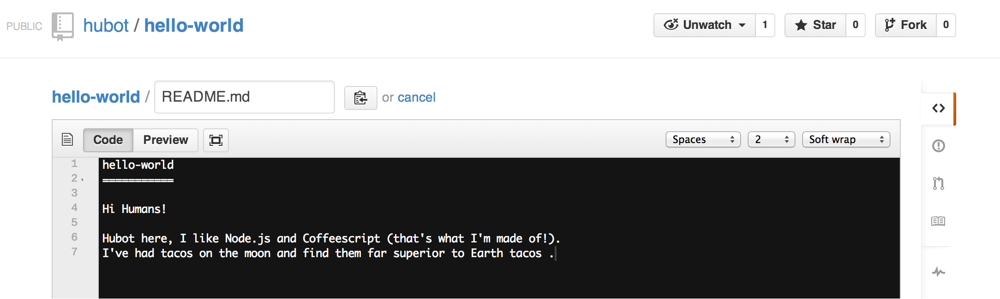 PUBLIC hubot / hello-world Unwatch 1 Star 0 Fork 0
hello-world / README.md or cancel
Code Preview Spaces 2 Soft wrap
1 hello-world
2 ===========
3
4 Hi Humans!
5
6 Hubot here, I like Node.js and Coffeescript (that's what I'm made of!).
7 I've had tacos on the moon and find them far superior to Earth tacos .